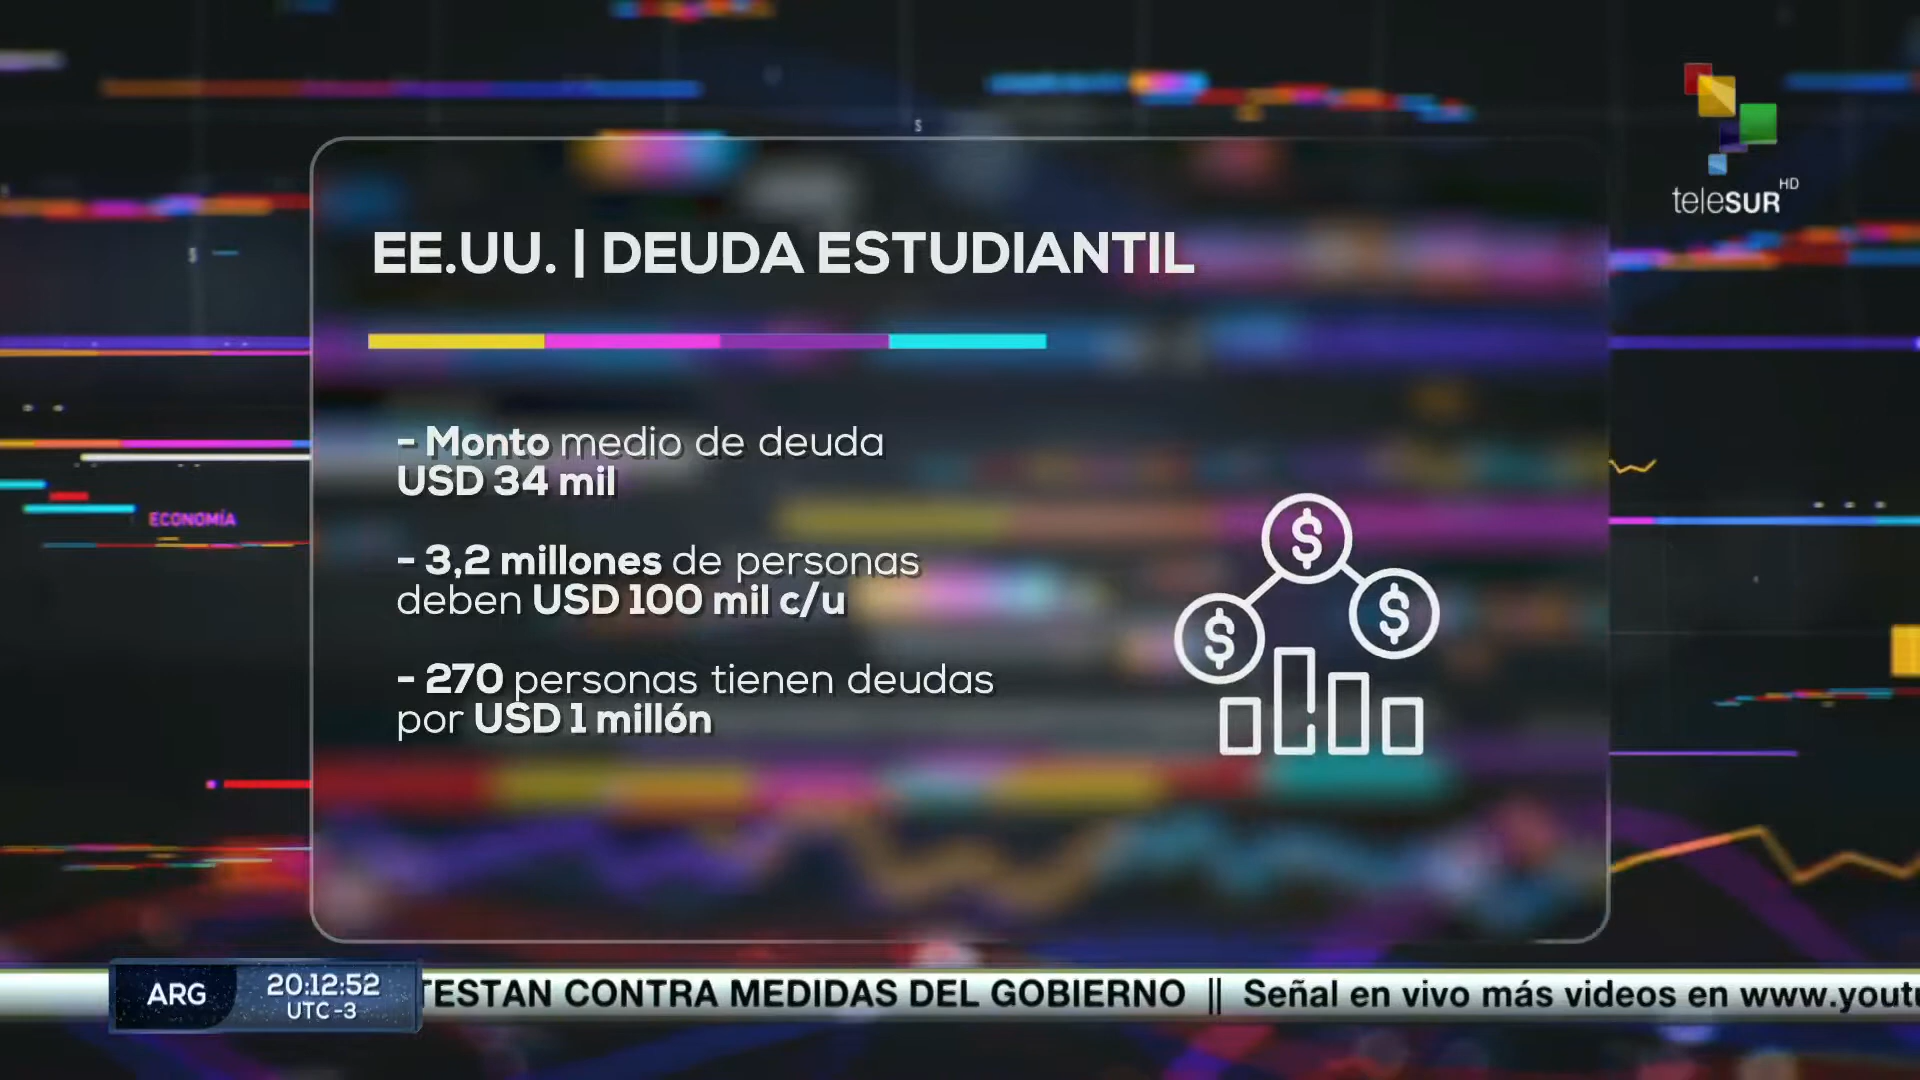 teleSUR HD
EE.UU. | DEUDA ESTUDIANTIL
- Monto medio de deuda
USD 34 mil
- 3,2 millones de personas
deben USD 100 mil c/u
- 270 personas tienen deudas
por USD 1 millón
ECONOMÍA
$
$
$
$
$
ARG
20:12:52
UTC-3
TESTAN CONTRA MEDIDAS DEL GOBIERNO || Señal en vivo más videos en www.youtu